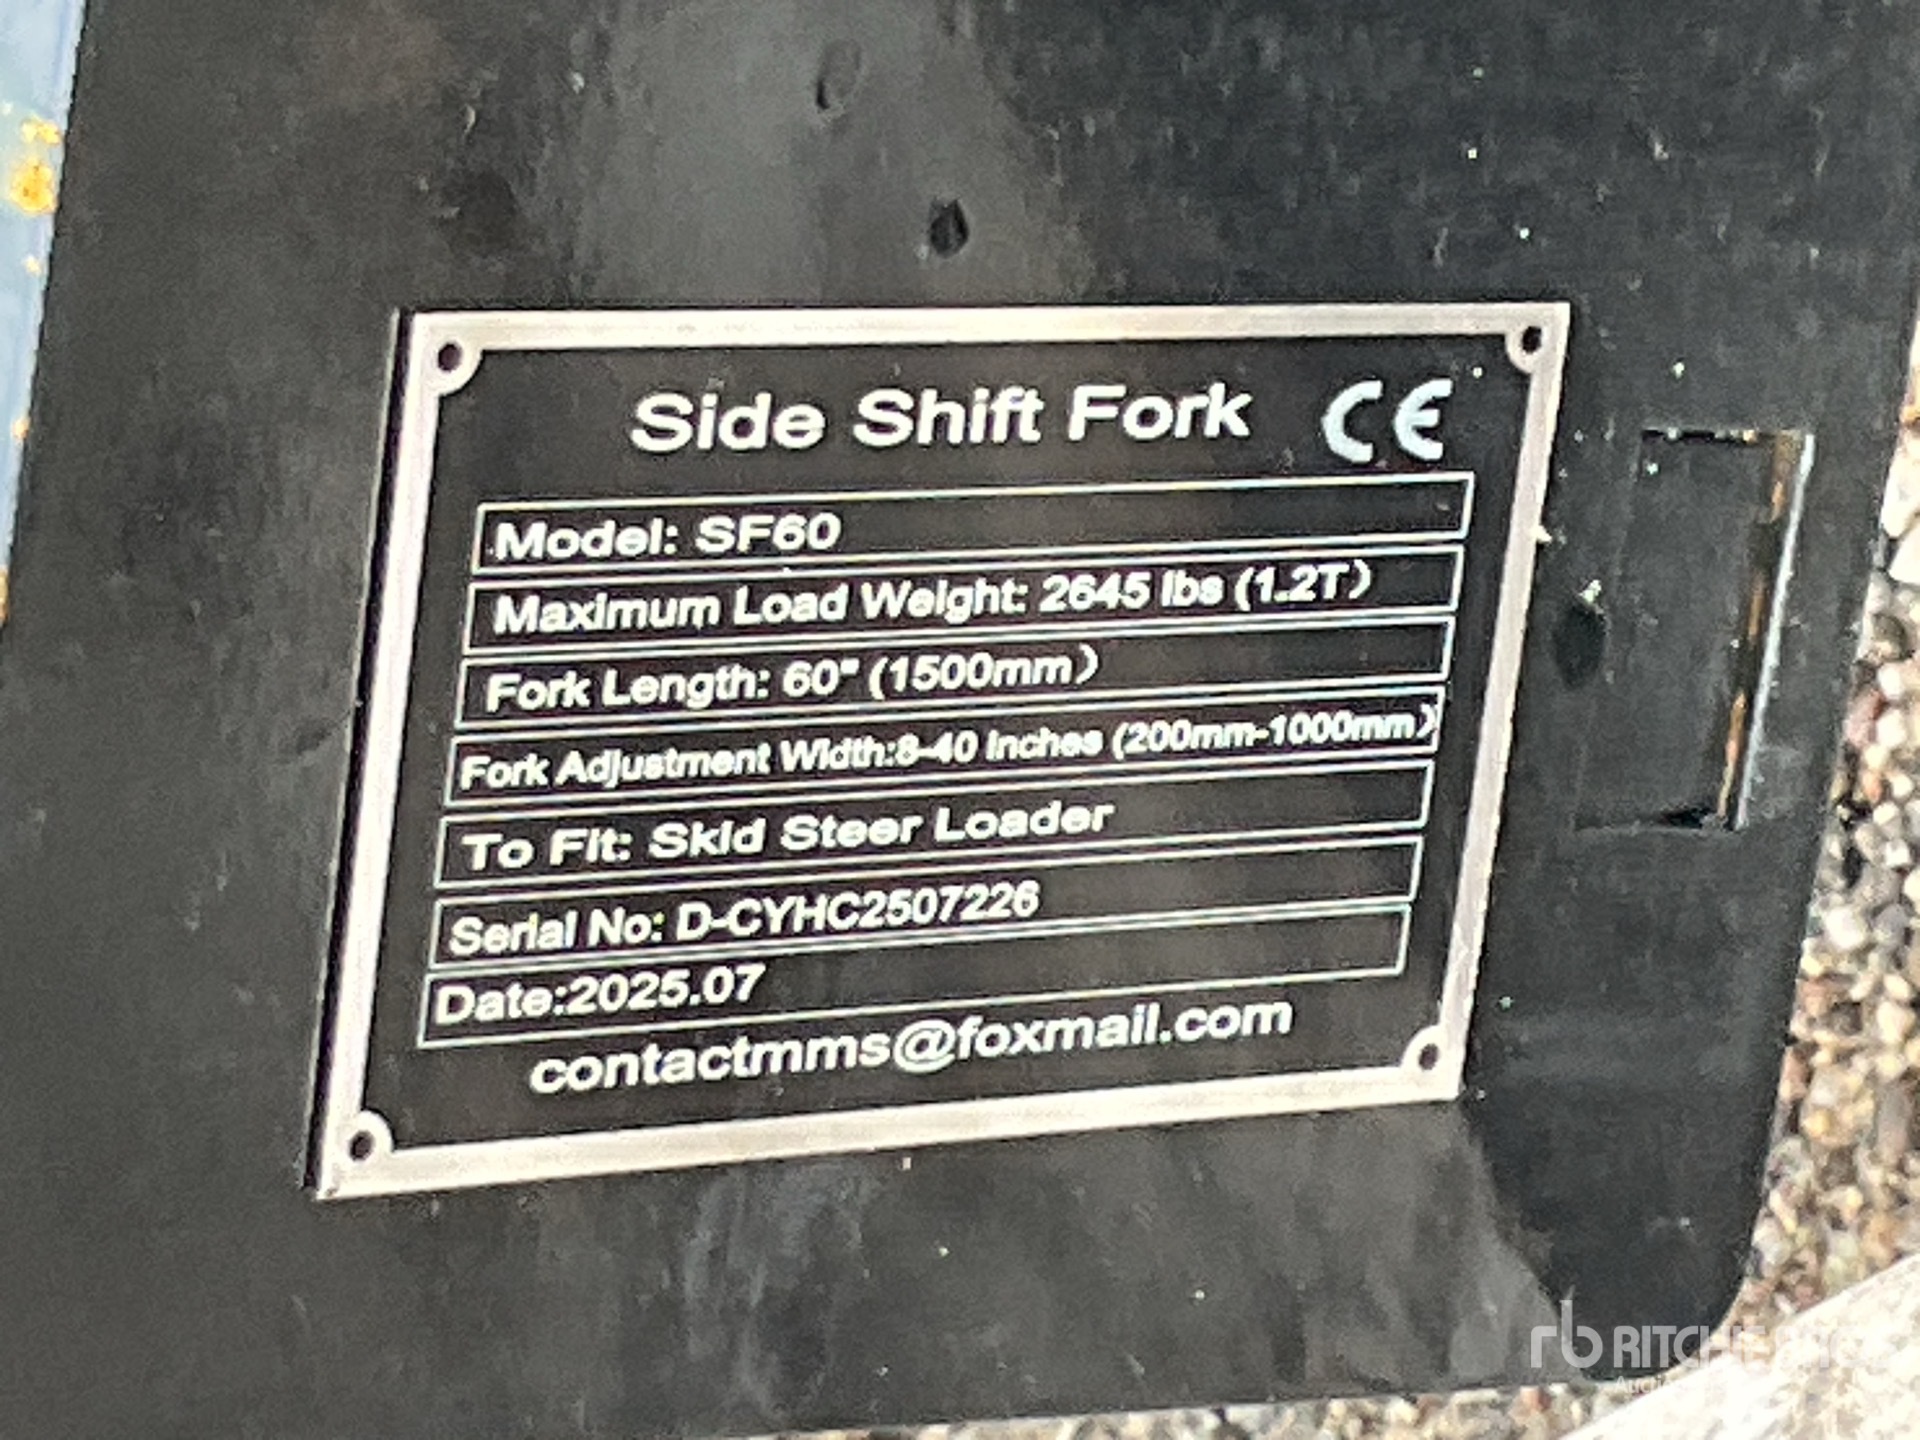 Side Shift Fork CE
Model: SF60
Maximum Load Weight: 2645 lbs (1.2T)
Fork Length: 60" (1500mm)
Fork Adjustment Width:8-40 Inches (200mm-1000mm)
To Fit: Skid Steer Loader
Serial No: D-CYHC2507226
Date:2025.07
contactmms@foxmail.com
rb RITCHIE